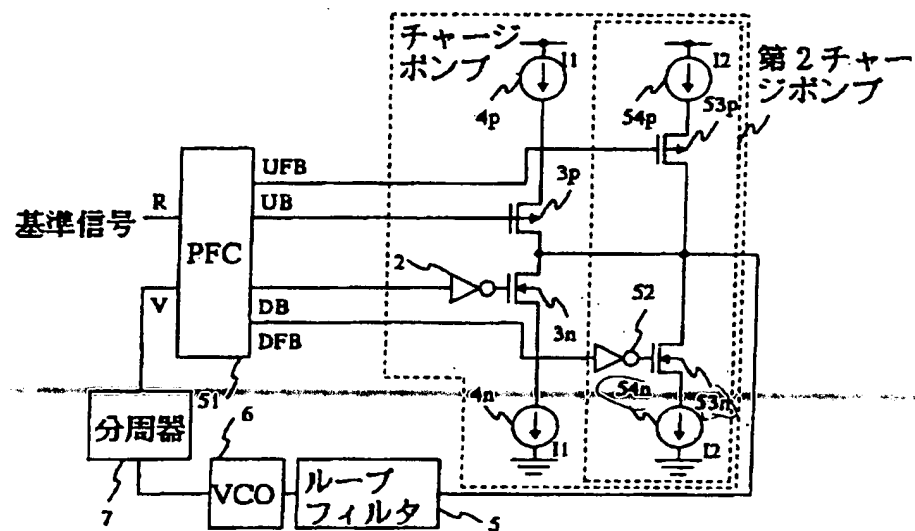 チャージ
ポンプ
I1
4p
I2
54p
53p
第2チャー
ジポンプ
UFB
UB
R
基準信号
PFC
3p
2
V
DB
DFB
3n
52
51
6
4n
54n
53n
分周器
7
VCO
ループ
フィルタ
5
I1
I2